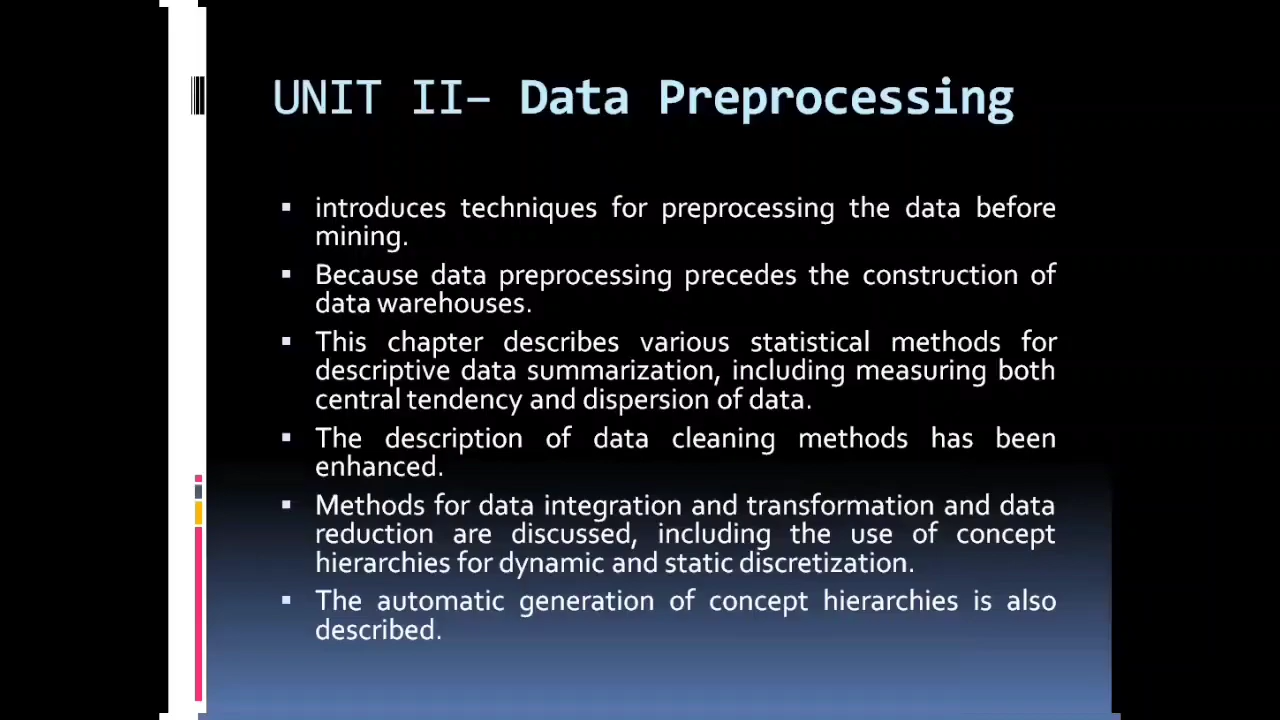 UNIT II– Data Preprocessing
▪ introduces techniques for preprocessing the data before
mining.
▪ Because data preprocessing precedes the construction of
data warehouses.
▪ This chapter describes various statistical methods for
descriptive data summarization, including measuring both
central tendency and dispersion of data.
▪ The description of data cleaning methods has been
enhanced.
▪ Methods for data integration and transformation and data
reduction are discussed, including the use of concept
hierarchies for dynamic and static discretization.
▪ The automatic generation of concept hierarchies is also
described.